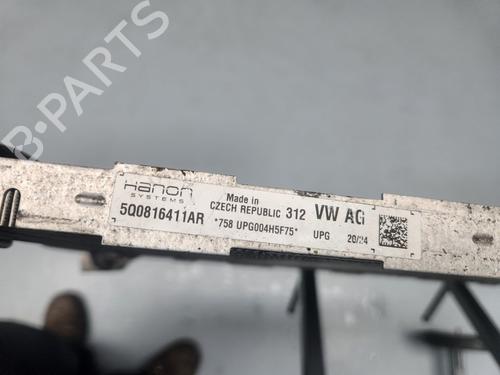 B-PARTS
Hanon
SYSTEMS
5Q0816411AR
Made in
CZECH REPUBLIC 312 VW AG
*758 UPG004H5F75* UPG 20/24